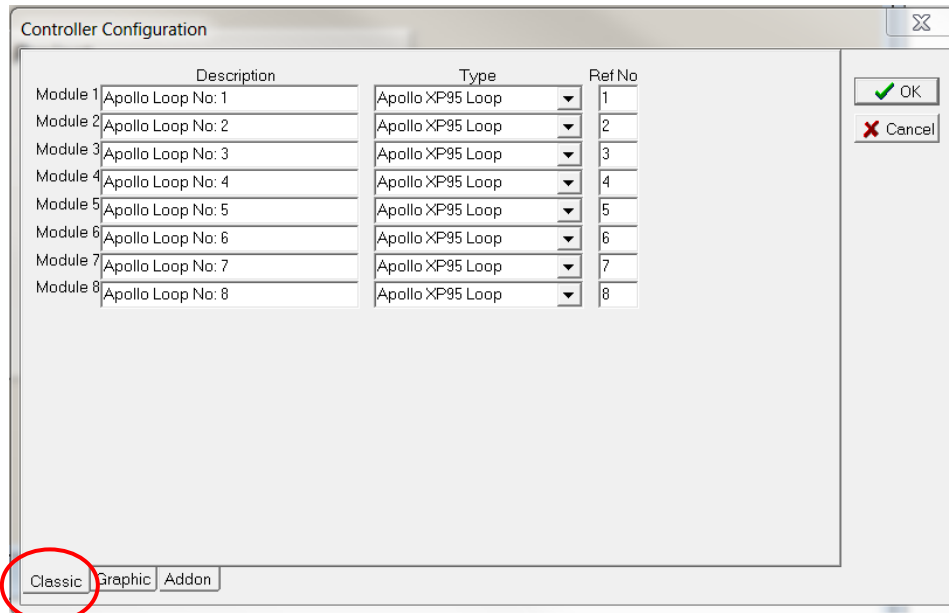 Controller Configuration
Description Type Ref No
Module 1 Apollo Loop No: 1 Apollo XP95 Loop 1
Module 2 Apollo Loop No: 2 Apollo XP95 Loop 2
Module 3 Apollo Loop No: 3 Apollo XP95 Loop 3
Module 4 Apollo Loop No: 4 Apollo XP95 Loop 4
Module 5 Apollo Loop No: 5 Apollo XP95 Loop 5
Module 6 Apollo Loop No: 6 Apollo XP95 Loop 6
Module 7 Apollo Loop No: 7 Apollo XP95 Loop 7
Module 8 Apollo Loop No: 8 Apollo XP95 Loop 8
OK
Cancel
Classic Graphic Addon